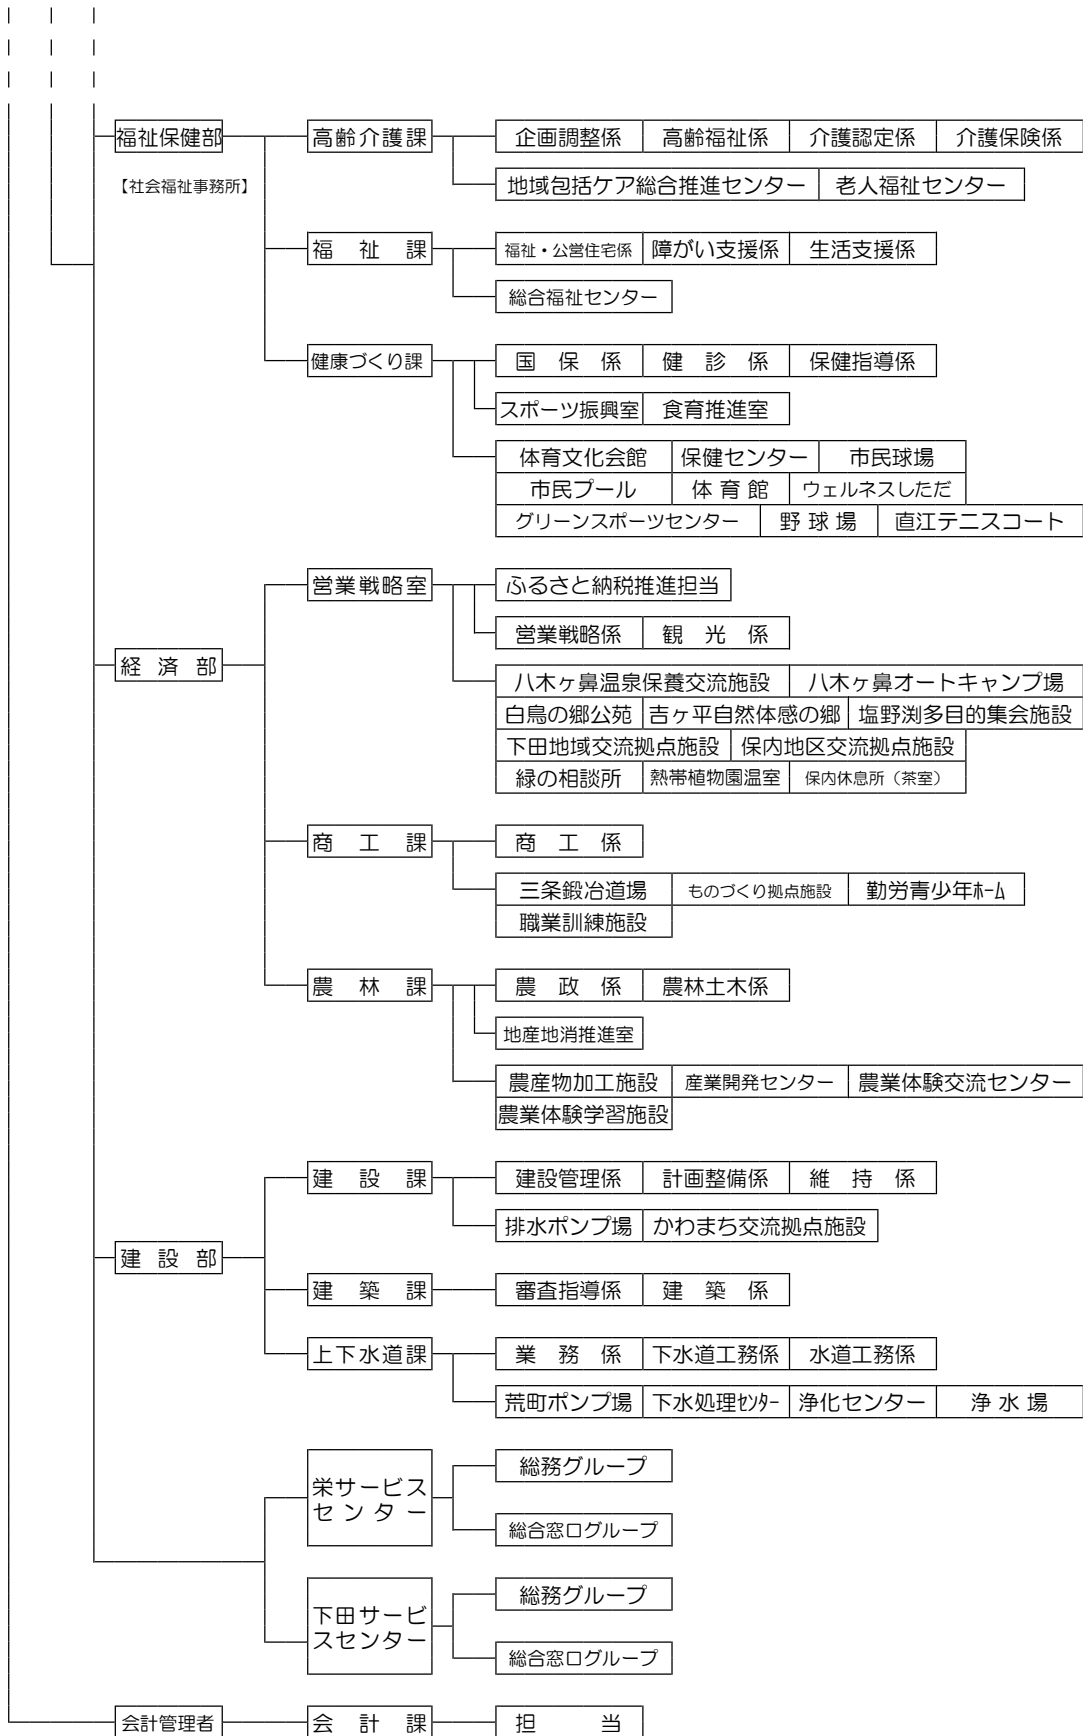 福祉保健部 高齢介護課 企画調整係 高齢福祉係 介護認定係 介護保険係
【社会福祉事務所】 地域包括ケア総合推進センター 老人福祉センター
福祉課 福祉・公営住宅係 障がい支援係 生活支援係
総合福祉センター
健康づくり課 国保係 健診係 保健指導係
スポーツ振興室 食育推進室
体育文化会館 保健センター 市民球場
市民プール 体育館 ウェルネスしただ
グリーンスポーツセンター 野球場 直江テニスコート
営業戦略室 ふるさと納税推進担当
営業戦略係 観光係
経済部
八木ヶ鼻温泉保養交流施設 八木ヶ鼻オートキャンプ場
白鳥の郷公苑 吉ヶ平自然体感の郷 塩野渕多目的集会施設
下田地域交流拠点施設 保内地区交流拠点施設
緑の相談所 熱帯植物園温室 保内休息所（茶室）
商工課 商工係
三条鍛冶道場 ものづくり拠点施設 勤労青少年ﾎｰﾑ
職業訓練施設
農林課 農政係 農林土木係
地産地消推進室
農産物加工施設 産業開発センター 農業体験交流センター
農業体験学習施設
建設課 建設管理係 計画整備係 維持係
排水ポンプ場 かわまち交流拠点施設
建設部
建築課 審査指導係 建築係
上下水道課 業務係 下水道工務係 水道工務係
荒町ポンプ場 下水処理ｾﾝﾀｰ 浄化センター 浄水場
総務グループ
栄サービス
センター
総合窓口グループ
総務グループ
下田サービ
スセンター
総合窓口グループ
会計管理者 会計課 担当